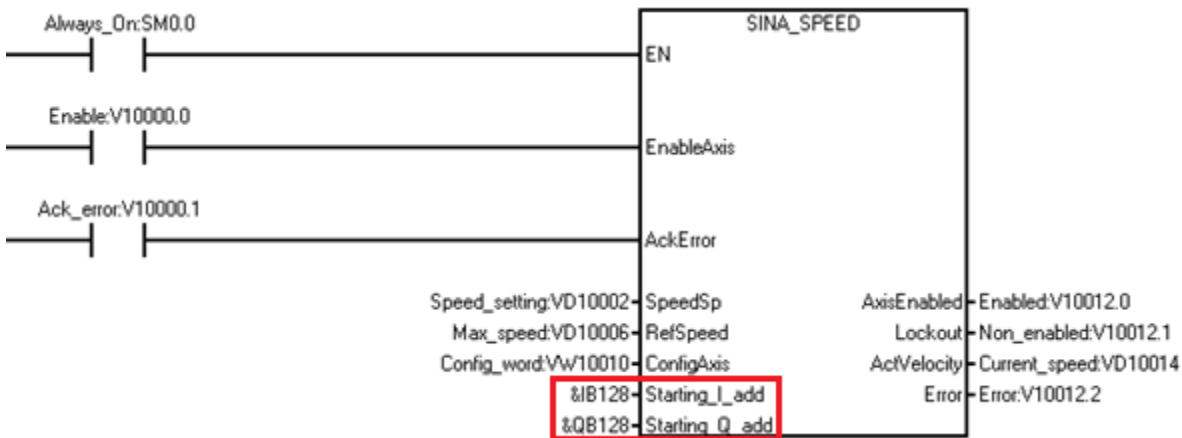 Always_On:SM0.0
SINA_SPEED
EN
Enable:V10000.0
EnableAxis
Ack_error:V10000.1
AckError
Speed_setting:VD10002 SpeedSp AxisEnabled Enabled:V10012.0
Max_speed:VD10006 RefSpeed Lockout Non_enabled:V10012.1
Config_word:VW10010 ConfigAxis ActVelocity Current_speed:VD10014
&IB128 Starting_I_add Error Error:V10012.2
&QB128 Starting_Q_add